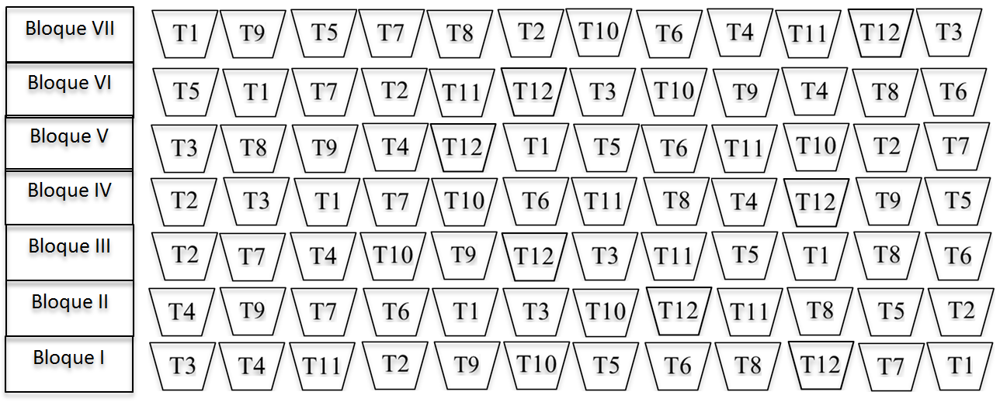 Bloque VII T1 T9 T5 T7 T8 T2 T10 T6 T4 T11 T12 T3
Bloque VI T5 T1 T7 T2 T11 T12 T3 T10 T9 T4 T8 T6
Bloque V T3 T8 T9 T4 T12 T1 T5 T6 T11 T10 T2 T7
Bloque IV T2 T3 T1 T7 T10 T6 T11 T8 T4 T12 T9 T5
Bloque III T2 T7 T4 T10 T9 T12 T3 T11 T5 T1 T8 T6
Bloque II T4 T9 T7 T6 T1 T3 T10 T12 T11 T8 T5 T2
Bloque I T3 T4 T11 T2 T9 T10 T5 T6 T8 T12 T7 T1